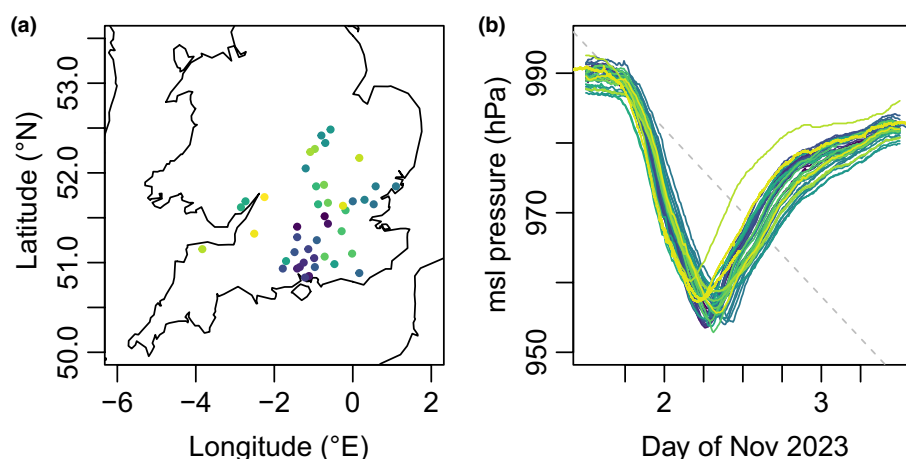 (a)
Latitude (°N)
53.0
52.0
51.0
50.0
−6
−4
−2
0
2
Longitude (°E)
(b)
msl pressure (hPa)
990
970
950
2
3
Day of Nov 2023